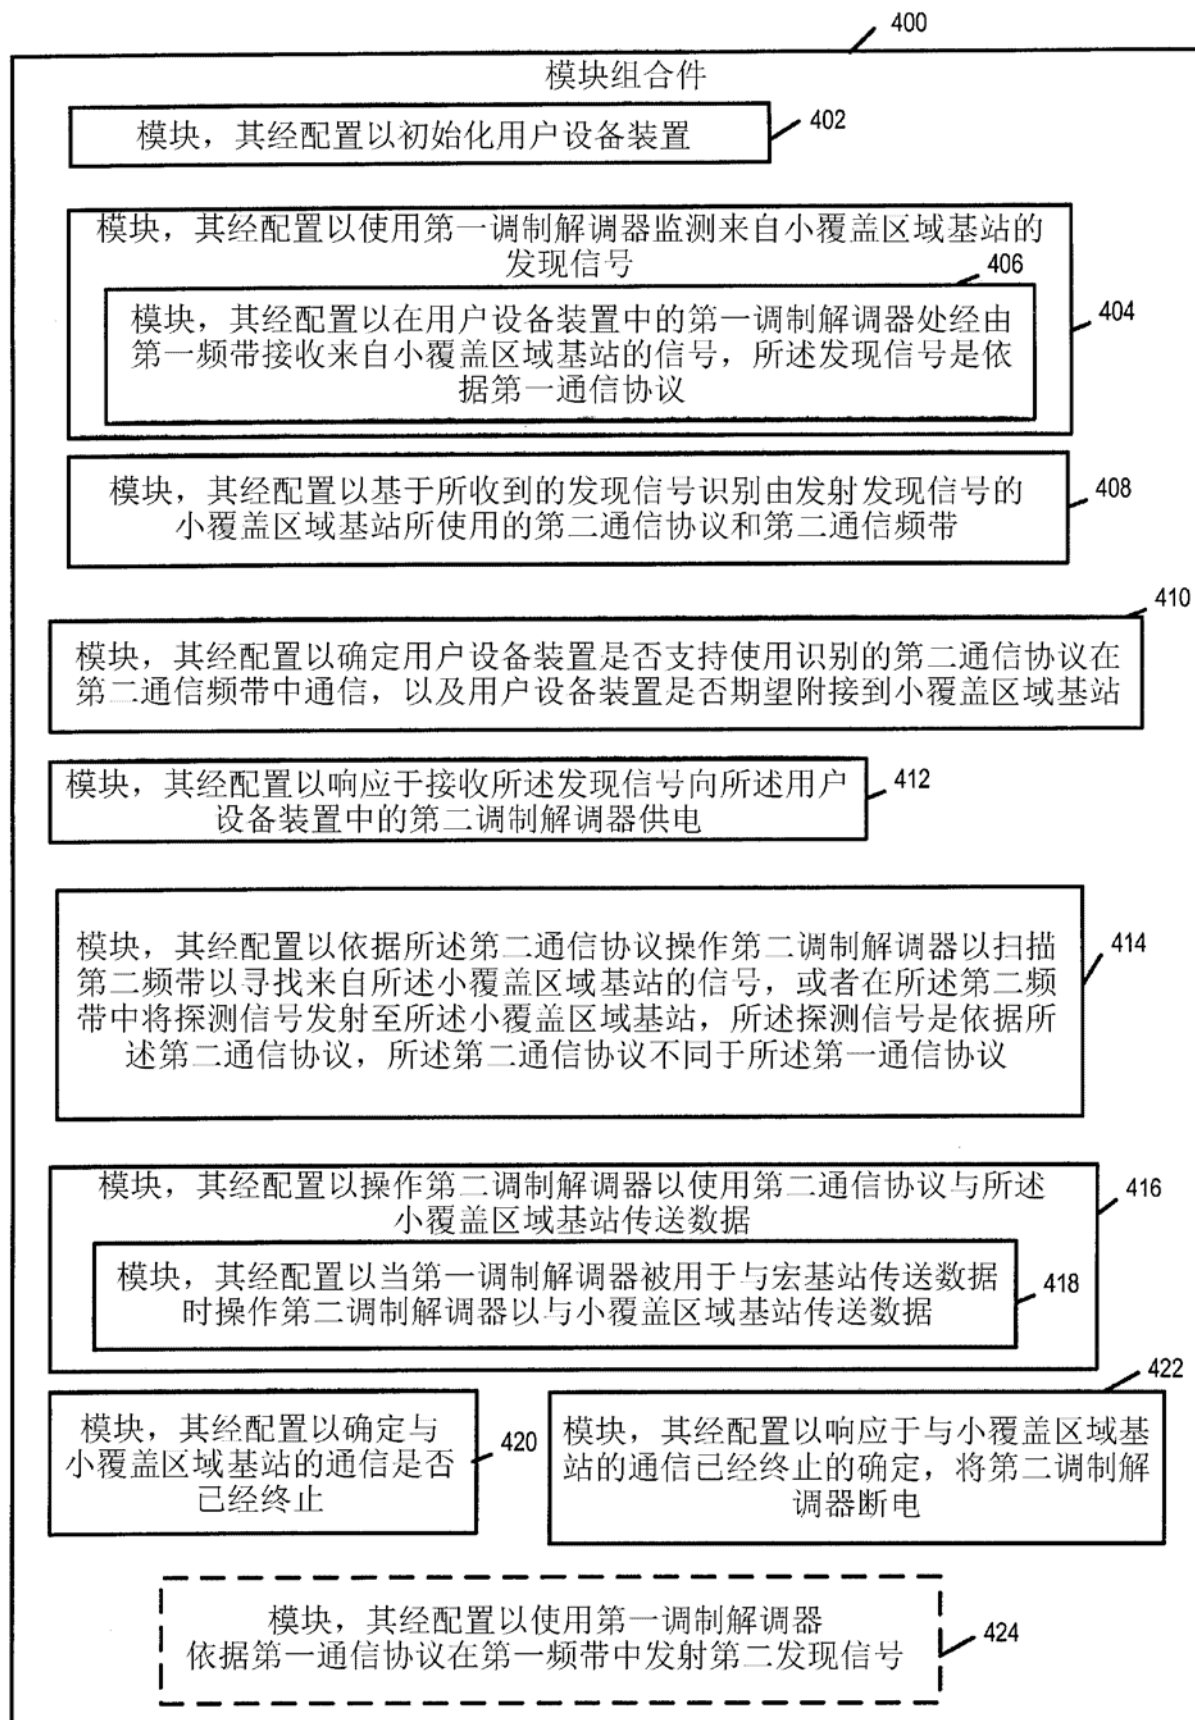 400
模块组合件
模块，其经配置以初始化用户设备装置
402
模块，其经配置以使用第一调制解调器监测来自小覆盖区域基站的
发现信号
406
模块，其经配置以在用户设备装置中的第一调制解调器处经由
第一频带接收来自小覆盖区域基站的信号，所述发现信号是依
据第一通信协议
404
模块，其经配置以基于所收到的发现信号识别由发射发现信号的
小覆盖区域基站所使用的第二通信协议和第二通信频带
408
410
模块，其经配置以确定用户设备装置是否支持使用识别的第二通信协议在
第二通信频带中通信，以及用户设备装置是否期望附接到小覆盖区域基站
模块，其经配置以响应于接收所述发现信号向所述用户
设备装置中的第二调制解调器供电
412
模块，其经配置以依据所述第二通信协议操作第二调制解调器以扫描
第二频带以寻找来自所述小覆盖区域基站的信号，或者在所述第二频
带中将探测信号发射至所述小覆盖区域基站，所述探测信号是依据所
述第二通信协议，所述第二通信协议不同于所述第一通信协议
414
模块，其经配置以操作第二调制解调器以使用第二通信协议与所述
小覆盖区域基站传送数据
416
模块，其经配置以当第一调制解调器被用于与宏基站传送数据
时操作第二调制解调器以与小覆盖区域基站传送数据
418
模块，其经配置以确定与
小覆盖区域基站的通信是否
已经终止
420
422
模块，其经配置以响应于与小覆盖区域基
站的通信已经终止的确定，将第二调制解
调器断电
模块，其经配置以使用第一调制解调器
依据第一通信协议在第一频带中发射第二发现信号
424